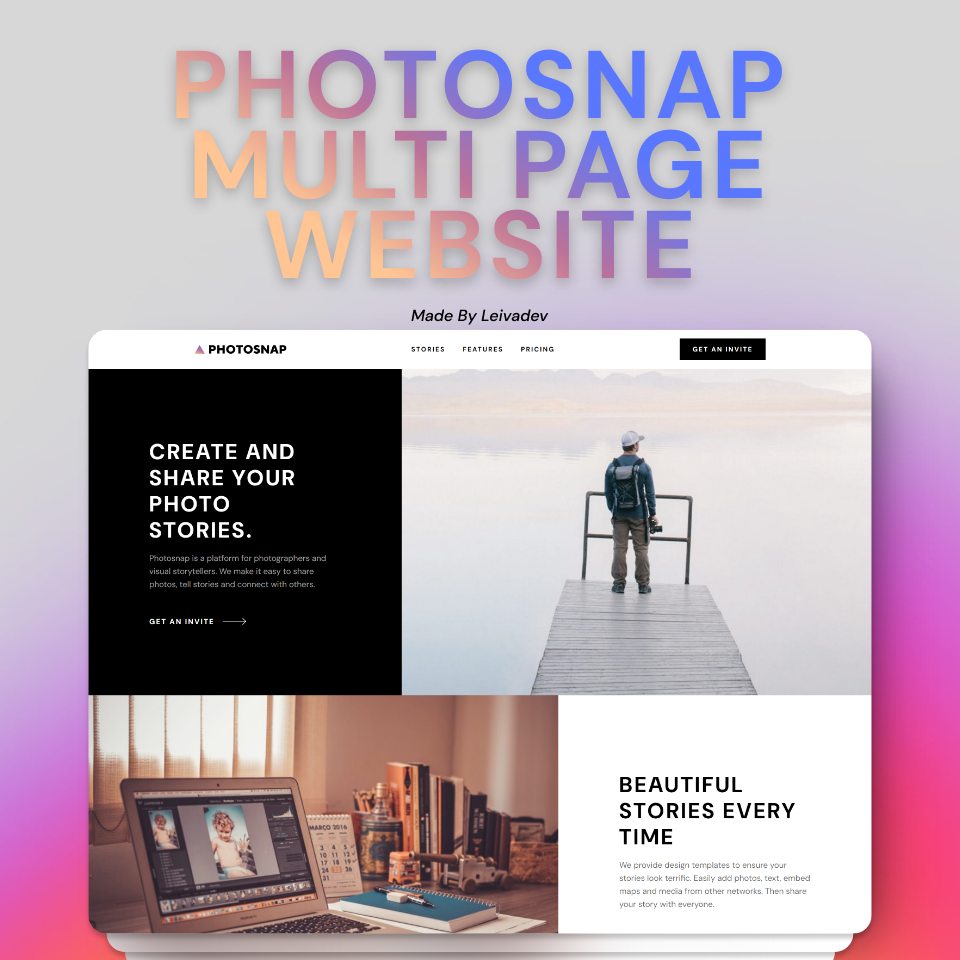 PHOTOSNAP
MULTI PAGE
WEBSITE
Made By Leivadev
PHOTOSNAP
STORIES FEATURES PRICING
GET AN INVITE
CREATE AND
SHARE YOUR
PHOTO
STORIES.
Photosnap is a platform for photographers and
visual storytellers. We make it easy to share
photos, tell stories and connect with others.
GET AN INVITE
MARÇO 2016
BEAUTIFUL
STORIES EVERY
TIME
We provide design templates to ensure your
stories look terrific. Easily add photos, text, embed
maps and media from other networks. Then share
your story with everyone.